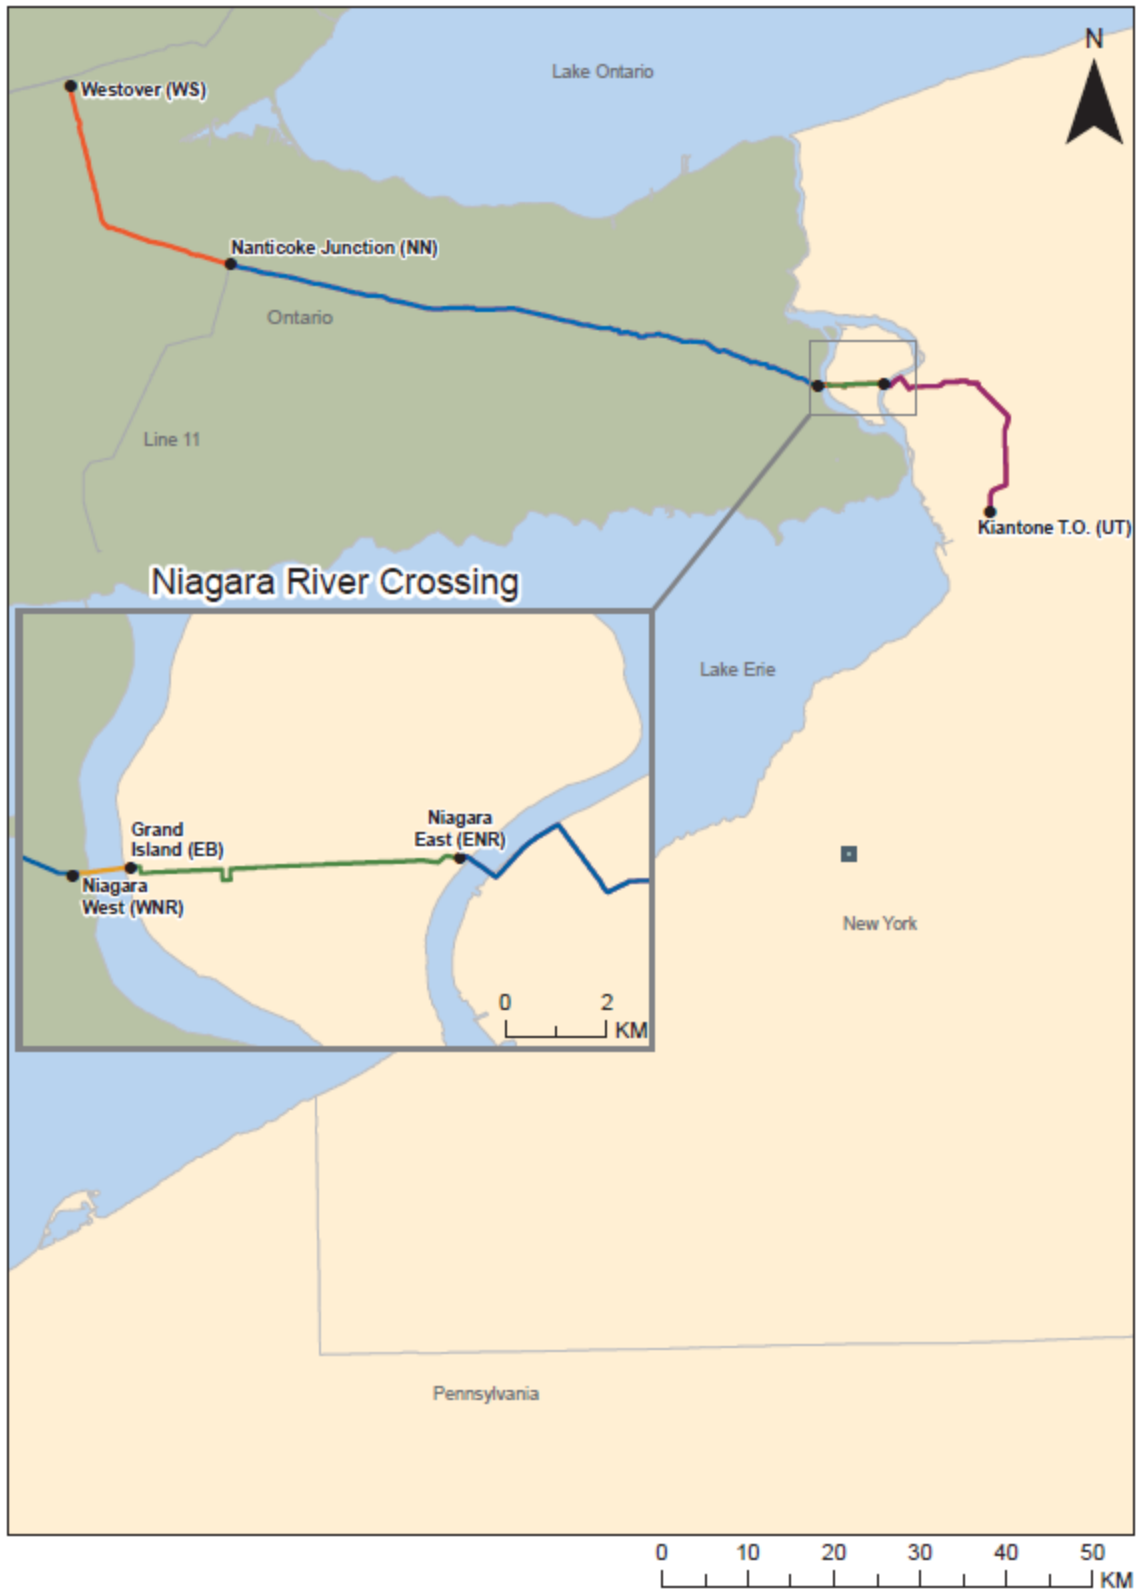 N
Lake Ontario
Westover (WS)
Nanticoke Junction (NN)
Ontario
Line 11
Kiantone T.O. (UT)
Niagara River Crossing
Lake Erie
Grand
Island (EB)
Niagara
East (ENR)
Niagara
West (WNR)
New York
0 2
KM
Pennsylvania
0 10 20 30 40 50
KM